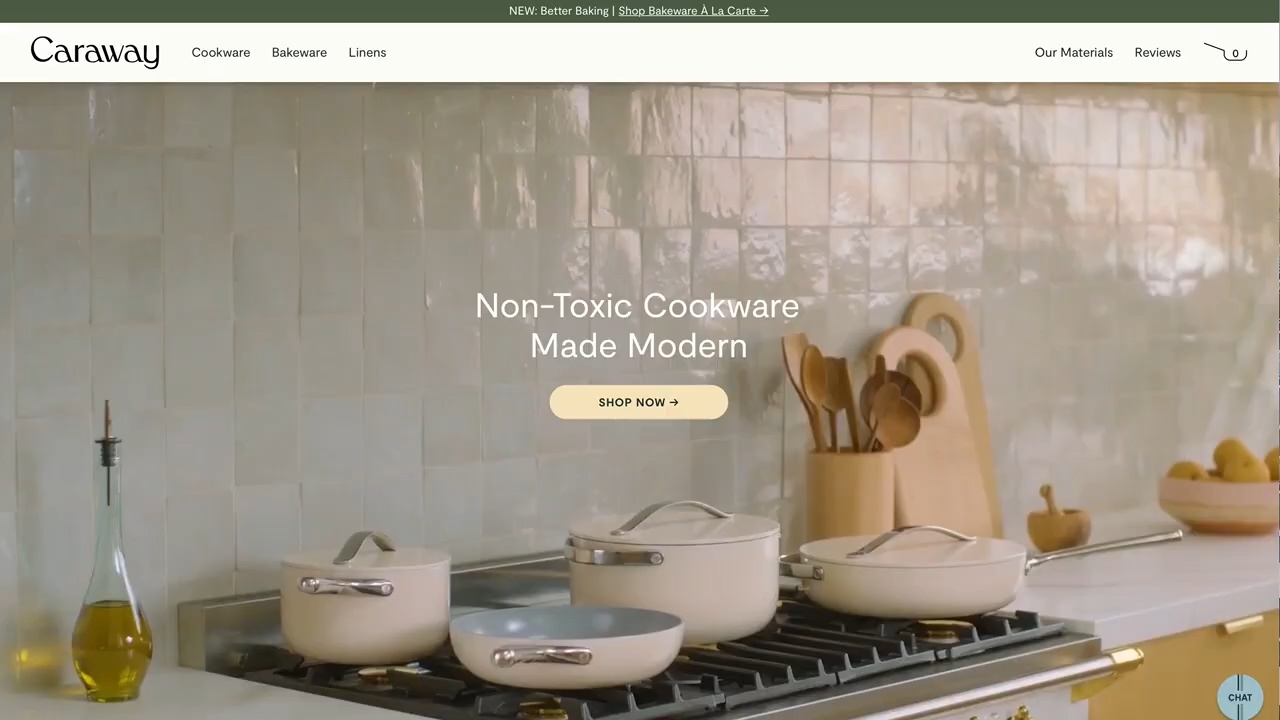 NEW: Better Baking | Shop Bakeware À La Carte →
Caraway
Cookware
Bakeware
Linens
Our Materials
Reviews
0
Non-Toxic Cookware
Made Modern
SHOP NOW →
CHAT